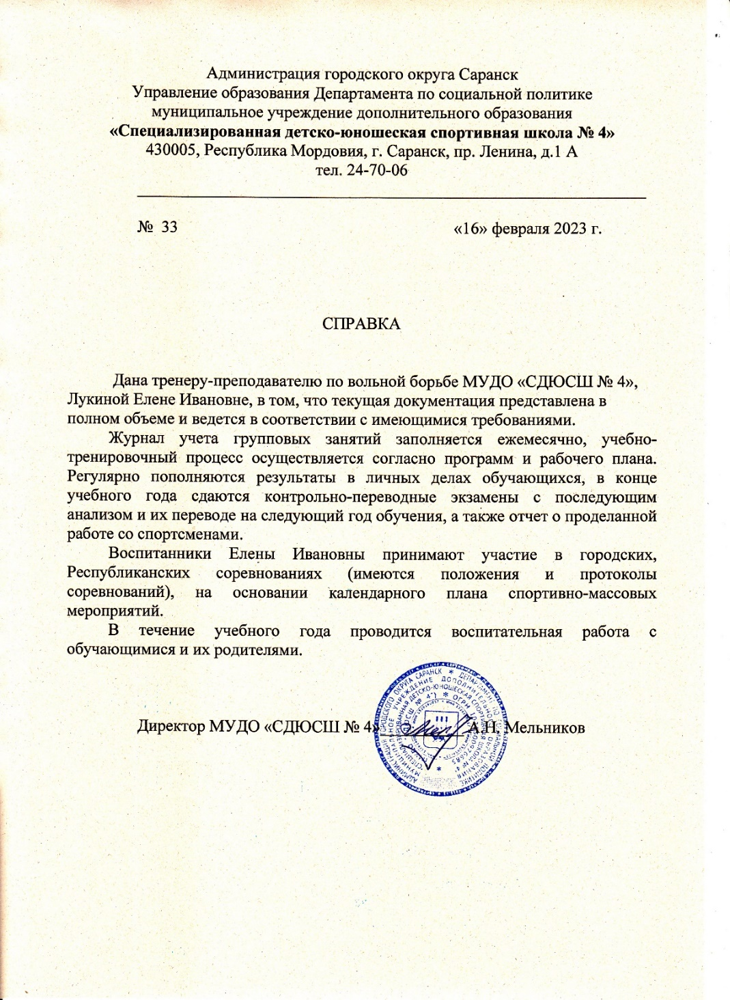 Администрация городского округа Саранск
Управление образования Департамента по социальной политике
муниципальное учреждение дополнительного образования
«Специализированная детско-юношеская спортивная школа № 4»
430005, Республика Мордовия, г. Саранск, пр. Ленина, д.1 А
тел. 24-70-06
№ 33 «16» февраля 2023 г.
СПРАВКА
Дана тренеру-преподавателю по вольной борьбе МУДО «СДЮСШ № 4»,
Лукиной Елене Ивановне, в том, что текущая документация представлена в
полном объеме и ведется в соответствии с имеющимися требованиями.
Журнал учета групповых занятий заполняется ежемесячно, учебно-
тренировочный процесс осуществляется согласно программ и рабочего плана.
Регулярно пополняются результаты в личных делах обучающихся, в конце
учебного года сдаются контрольно-переводные экзамены с последующим
анализом и их переводе на следующий год обучения, а также отчет о проделанной
работе со спортсменами.
Воспитанники Елены Ивановны принимают участие в городских,
Республиканских соревнованиях (имеются положения и протоколы
соревнований), на основании календарного плана спортивно-массовых
мероприятий.
В течение учебного года проводится воспитательная работа с
обучающимися и их родителями.
Директор МУДО «СДЮСШ № 4» А.Н. Мельников